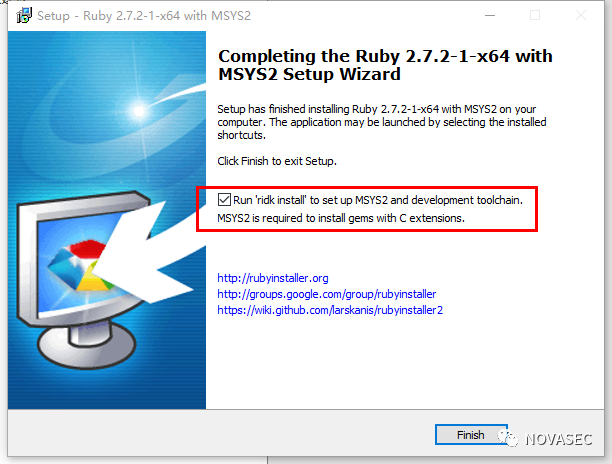 Setup - Ruby 2.7.2-1-x64 with MSYS2
Completing the Ruby 2.7.2-1-x64 with
MSYS2 Setup Wizard
Setup has finished installing Ruby 2.7.2-1-x64 with MSYS2 on your
computer. The application may be launched by selecting the installed
shortcuts.
Click Finish to exit Setup.
Run 'ridk install' to set up MSYS2 and development toolchain.
MSYS2 is required to install gems with C extensions.
http://rubyinstaller.org
http://groups.google.com/group/rubyinstaller
https://wiki.github.com/larskanis/rubyinstaller2
Finish
NOVASEC